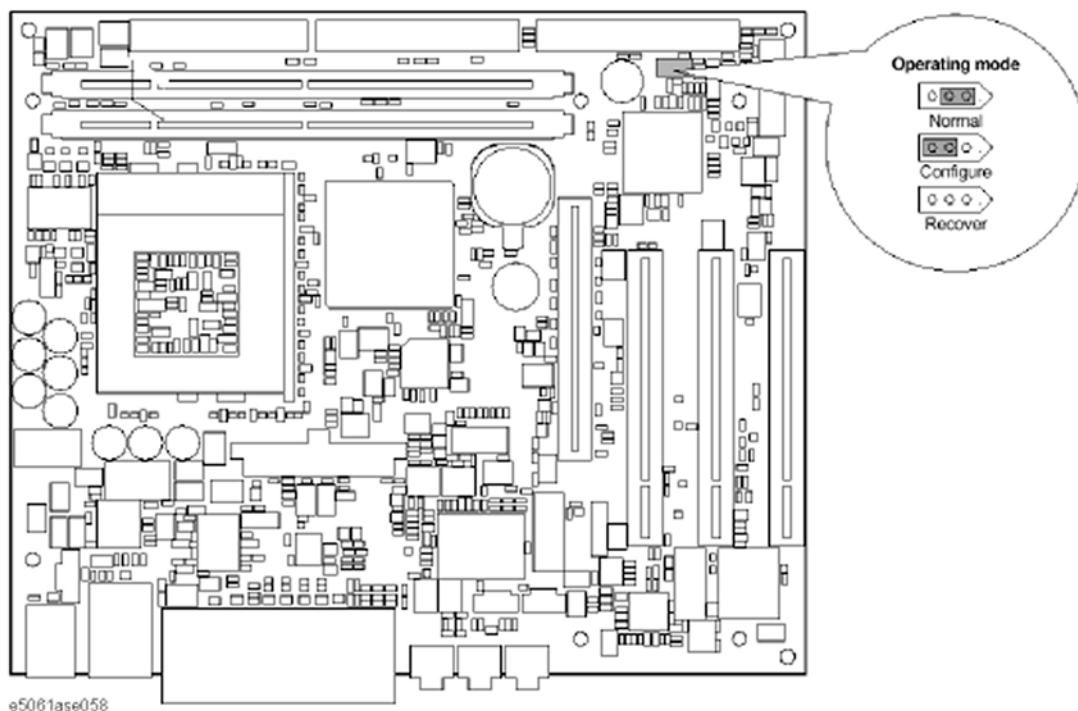 Operating mode
Normal
Configure
Recover
e5061ase058